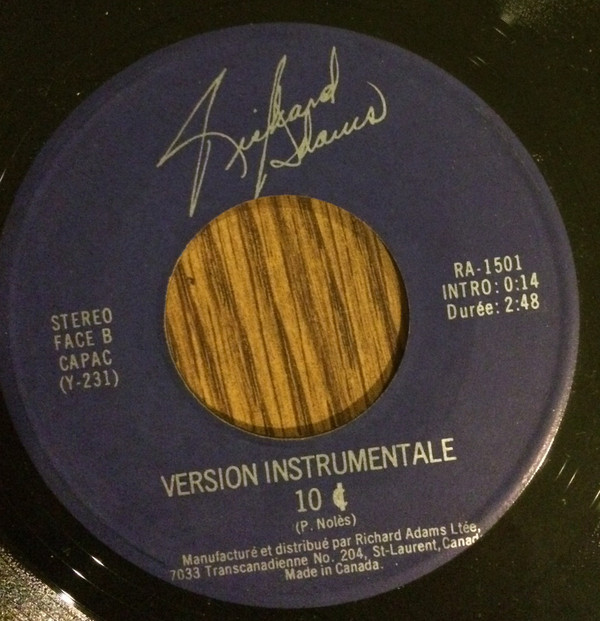 Richard
Adams
STEREO
FACE B
CAPAC
(Y-231)
RA-1501
INTRO: 0:14
Durée: 2:48
VERSION INSTRUMENTALE
10 ¢
(P. Nolès)
Manufacturé et distribué par Richard Adams Ltée,
7033 Transcanadienne No. 204, St-Laurent, Canad
Made in Canada.